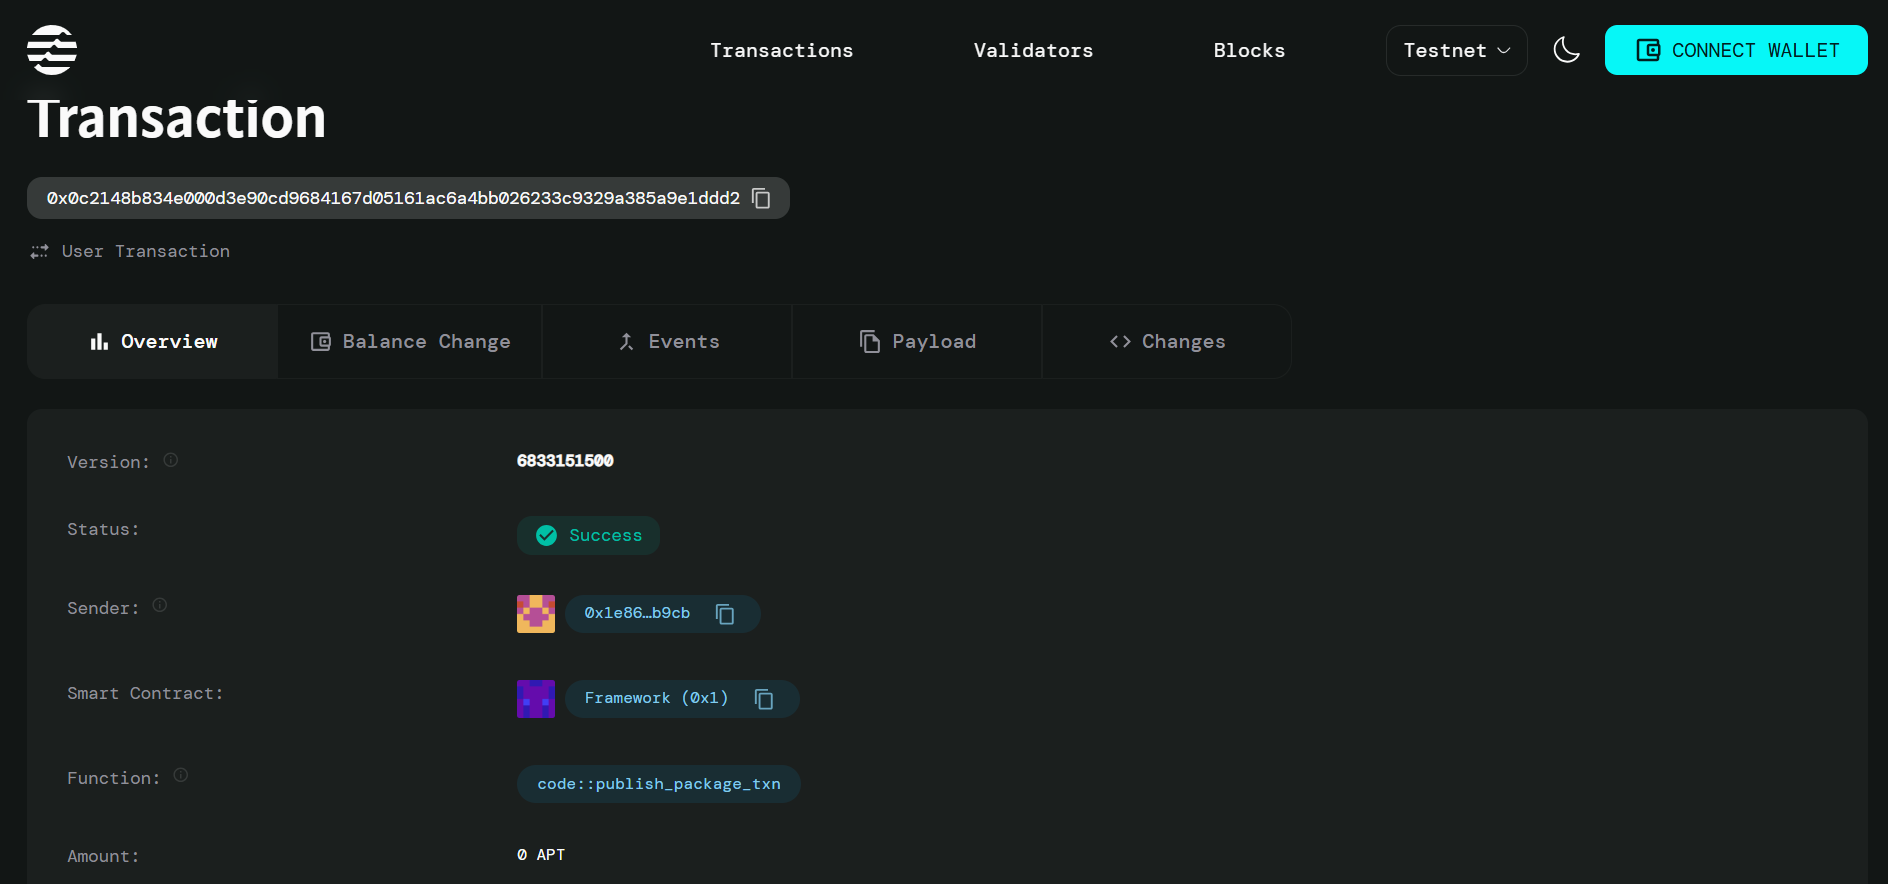 Transactions Validators Blocks Testnet CONNECT WALLET
Transaction
0x0c2148b834e000d3e90cd9684167d05161ac6a4bb026233c9329a385a9e1ddd2
User Transaction
Overview Balance Change Events Payload Changes
Version: 6833151500
Status: Success
Sender: 0x1e86…b9cb
Smart Contract: Framework (0x1)
Function: code::publish_package_txn
Amount: 0 APT